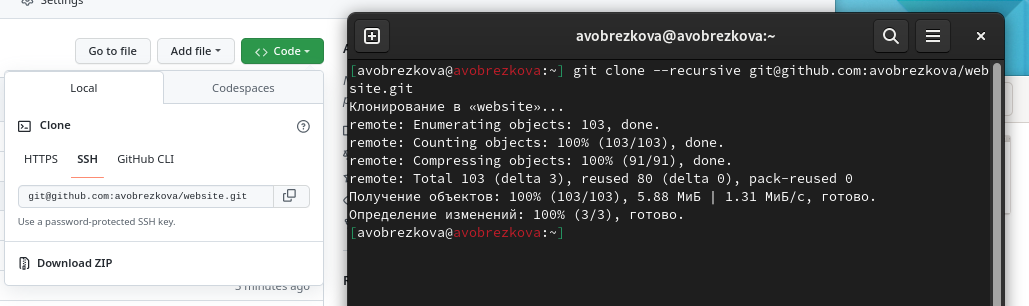 Settings
Go to file
Add file
<> Code
Local
Codespaces
Clone
HTTPS
SSH
GitHub CLI
git@github.com:avobrezkova/website.git
Use a password-protected SSH key.
Download ZIP
5 minutes ago
avobrezkova@avobrezkova:~
[avobrezkova@avobrezkova:~] git clone --recursive git@github.com:avobrezkova/web
site.git
Клонирование в «website»...
remote: Enumerating objects: 103, done.
remote: Counting objects: 100% (103/103), done.
remote: Compressing objects: 100% (91/91), done.
remote: Total 103 (delta 3), reused 80 (delta 0), pack-reused 0
Получение объектов: 100% (103/103), 5.88 МиБ | 1.31 МиБ/с, готово.
Определение изменений: 100% (3/3), готово.
[avobrezkova@avobrezkova:~]